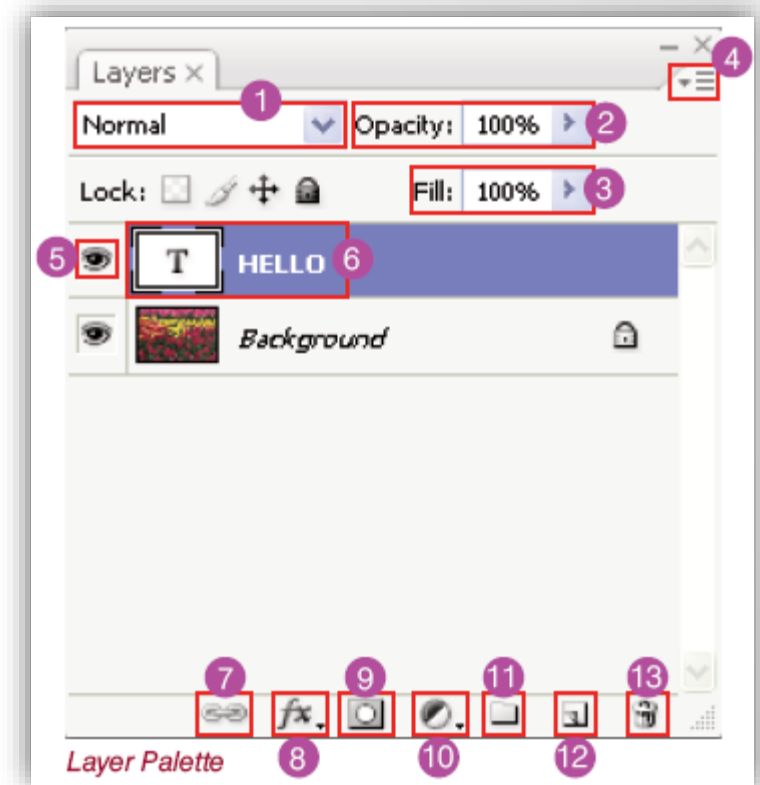 Layers ×
4
1
Normal
Opacity: 100% 2
Lock: Fill: 100% 3
5 T HELLO 6
Background
7 9 11 13
fx
8 10 12
Layer Palette